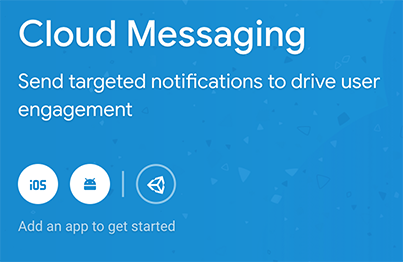 Cloud Messaging
Send targeted notifications to drive user
engagement
iOS
Add an app to get started